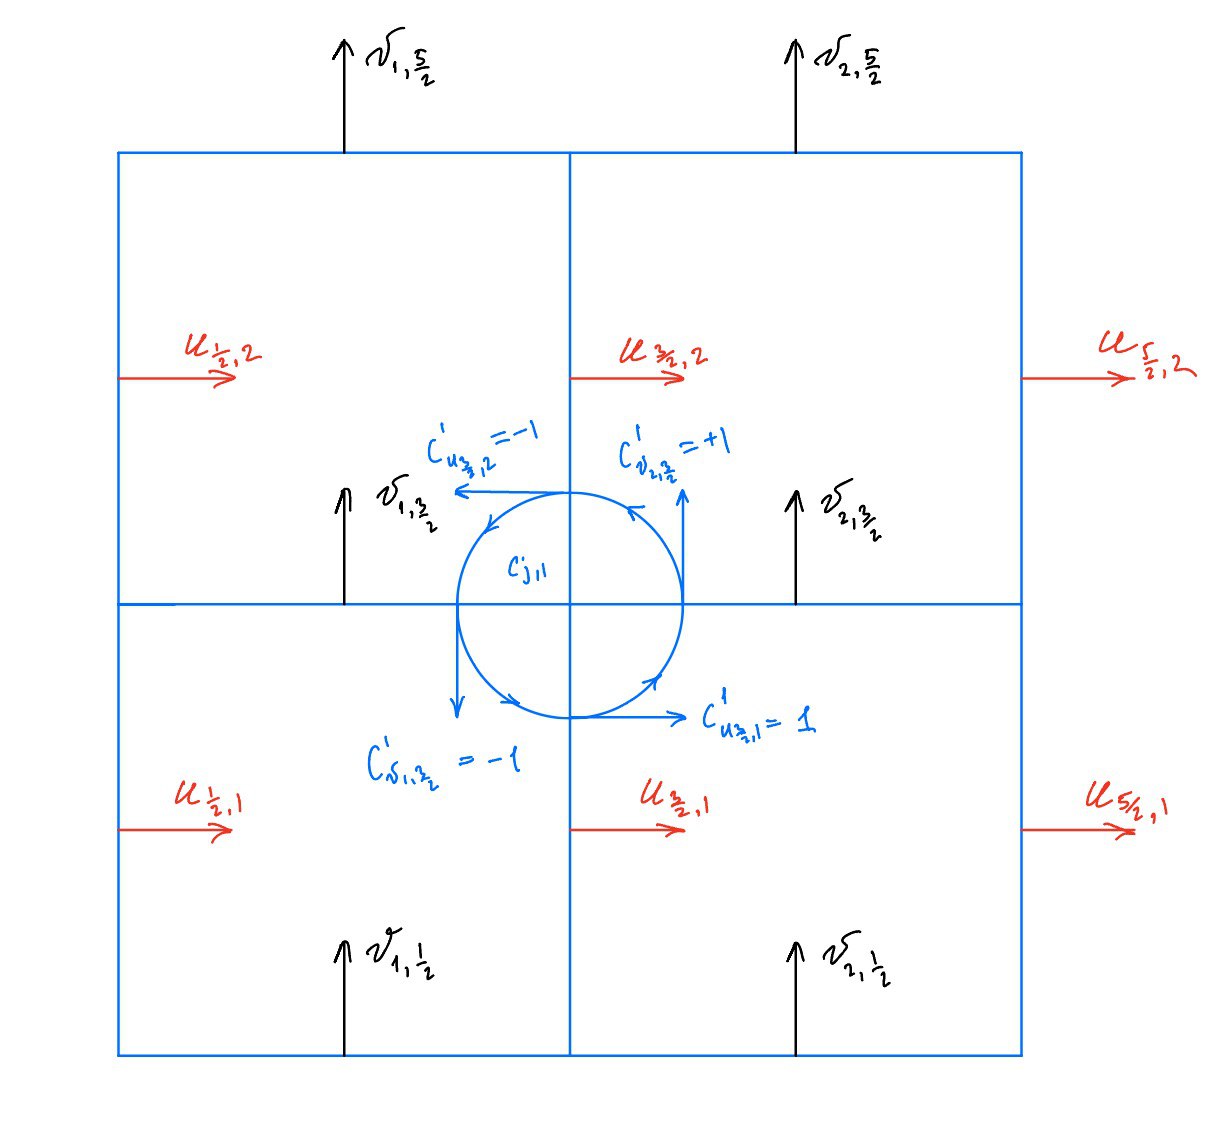 v_{1,\frac{5}{2}}
v_{2,\frac{5}{2}}
u_{\frac{1}{2},2}
u_{\frac{3}{2},2}
u_{\frac{5}{2},2}
C'_{u_{\frac{3}{2},2}} = -1
C'_{v_{2,\frac{3}{2}}} = +1
v_{1,\frac{3}{2}}
v_{2,\frac{3}{2}}
C_{j,1}
C'_{u_{\frac{3}{2},1}} = 1
C'_{v_{1,\frac{3}{2}}} = -1
u_{\frac{1}{2},1}
u_{\frac{3}{2},1}
u_{5/2,1}
v_{1,\frac{1}{2}}
v_{2,\frac{1}{2}}